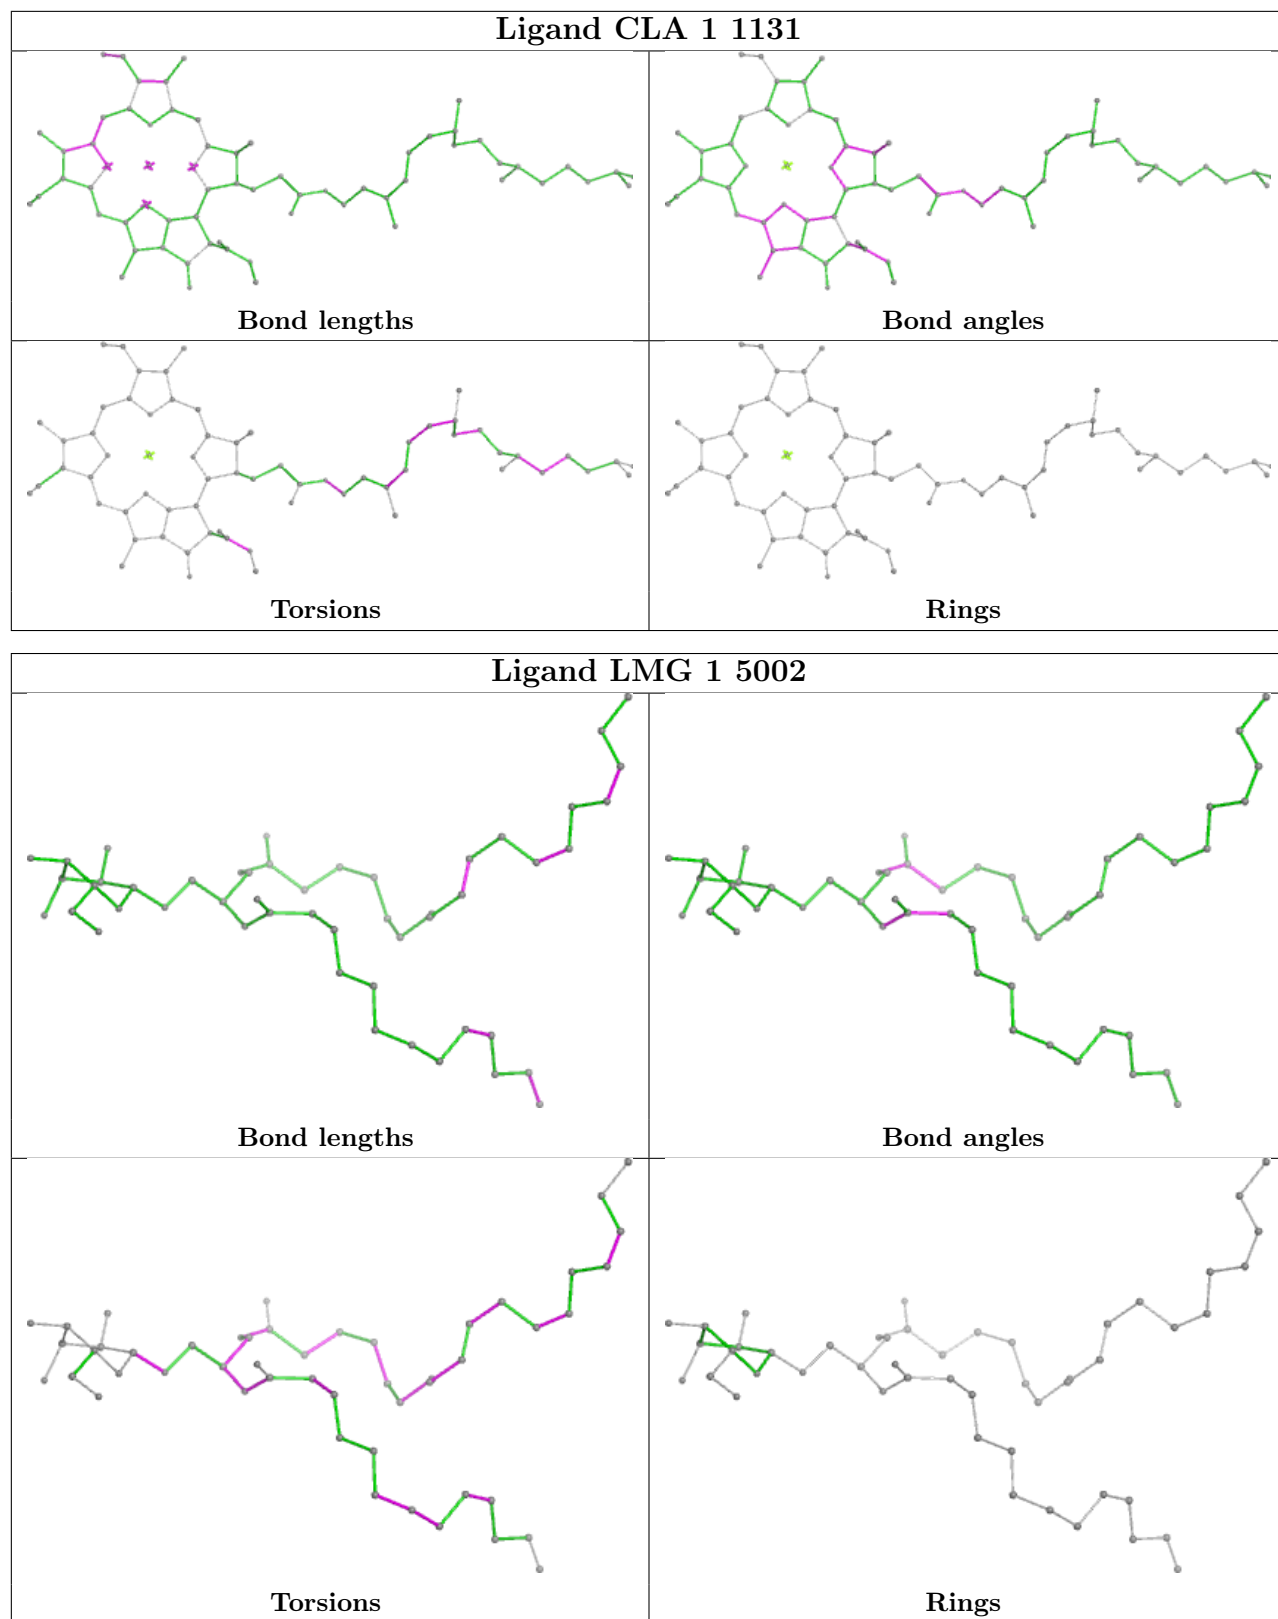 Ligand CLA 1 1131
Bond lengths
Bond angles
Torsions
Rings
Ligand LMG 1 5002
Bond lengths
Bond angles
Torsions
Rings